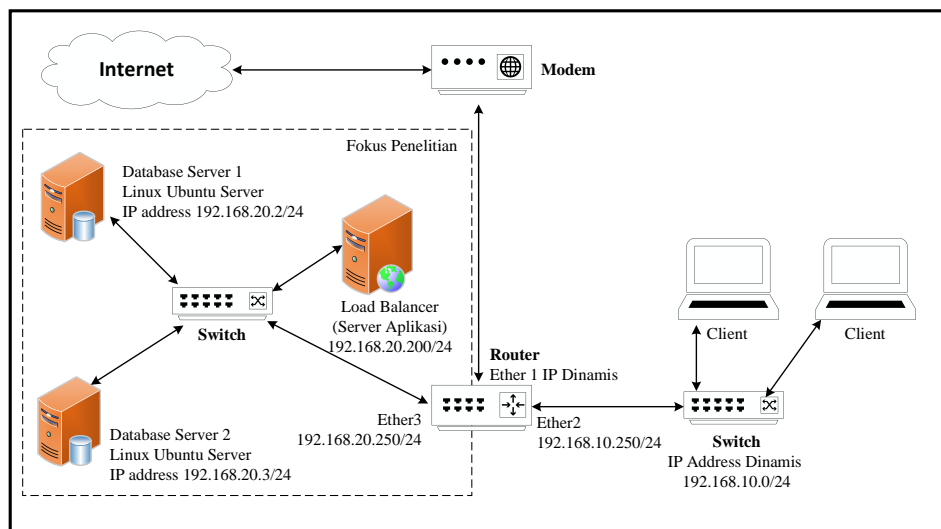 Internet
Modem
Fokus Penelitian
Database Server 1
Linux Ubuntu Server
IP address 192.168.20.2/24
Load Balancer
(Server Aplikasi)
192.168.20.200/24
Switch
Database Server 2
Linux Ubuntu Server
IP address 192.168.20.3/24
Router
Ether 1 IP Dinamis
Ether3
192.168.20.250/24
Ether2
192.168.10.250/24
Client
Client
Switch
IP Address Dinamis
192.168.10.0/24